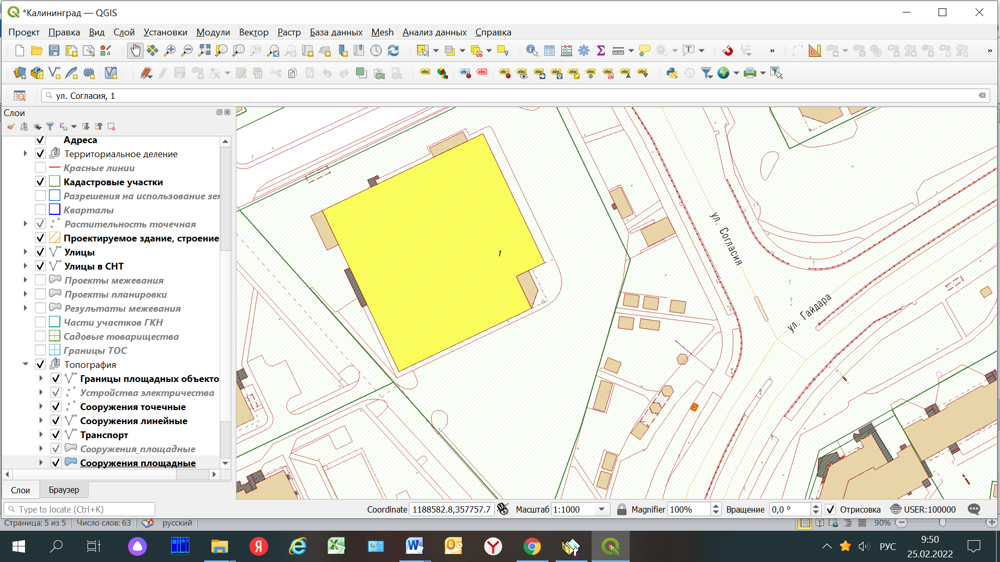 *Калининград — QGIS
Проект Правка Вид Слой Установки Модули Вектор Растр База данных Mesh Анализ данных Справка
ул. Согласия, 1
Слои
Адреса
Территориальное деление
Красные линии
Кадастровые участки
Разрешения на использование зе
Кварталы
Растительность точечная
Проектируемое здание, строение
Улицы
Улицы в СНТ
Проекты межевания
Проекты планировки
Результаты межевания
Части участков ГКН
Садовые товарищества
Границы ТОС
Топография
Границы площадных объекто
Устройства электричества
Сооружения точечные
Сооружения линейные
Транспорт
Сооружения_площадные
Сооружения площадные
Слои Браузер
1
ул. Согласия
ул. Гайдара
Type to locate (Ctrl+K) Coordinate 1188582.8,357757.7 Масштаб 1:1000 Magnifier 100% Вращение 0,0 ° Отрисовка USER:100000
Страница: 5 из 5 Число слов: 63 русский 90%
9:50
РУС
25.02.2022